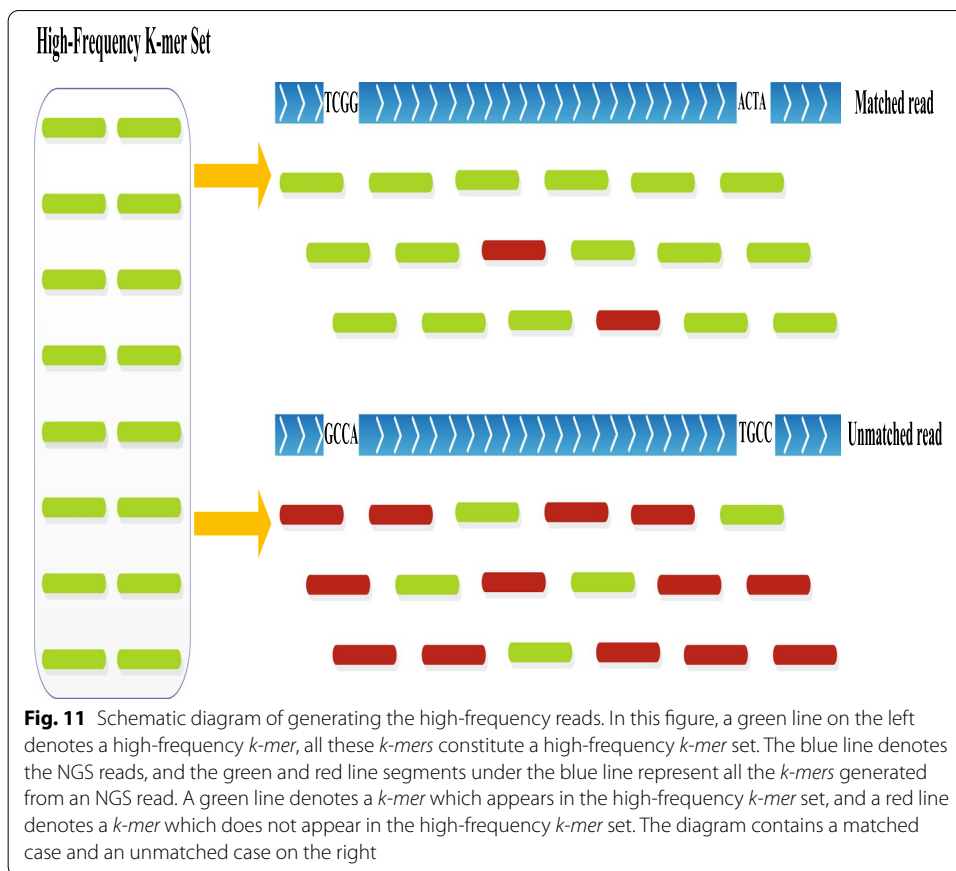 High-Frequency K-mer Set
TCGG
ACTA
Matched read
GCCA
TGCC
Unmatched read
Fig. 11 Schematic diagram of generating the high-frequency reads. In this figure, a green line on the left
denotes a high-frequency k-mer, all these k-mers constitute a high-frequency k-mer set. The blue line denotes
the NGS reads, and the green and red line segments under the blue line represent all the k-mers generated
from an NGS read. A green line denotes a k-mer which appears in the high-frequency k-mer set, and a red line
denotes a k-mer which does not appear in the high-frequency k-mer set. The diagram contains a matched
case and an unmatched case on the right